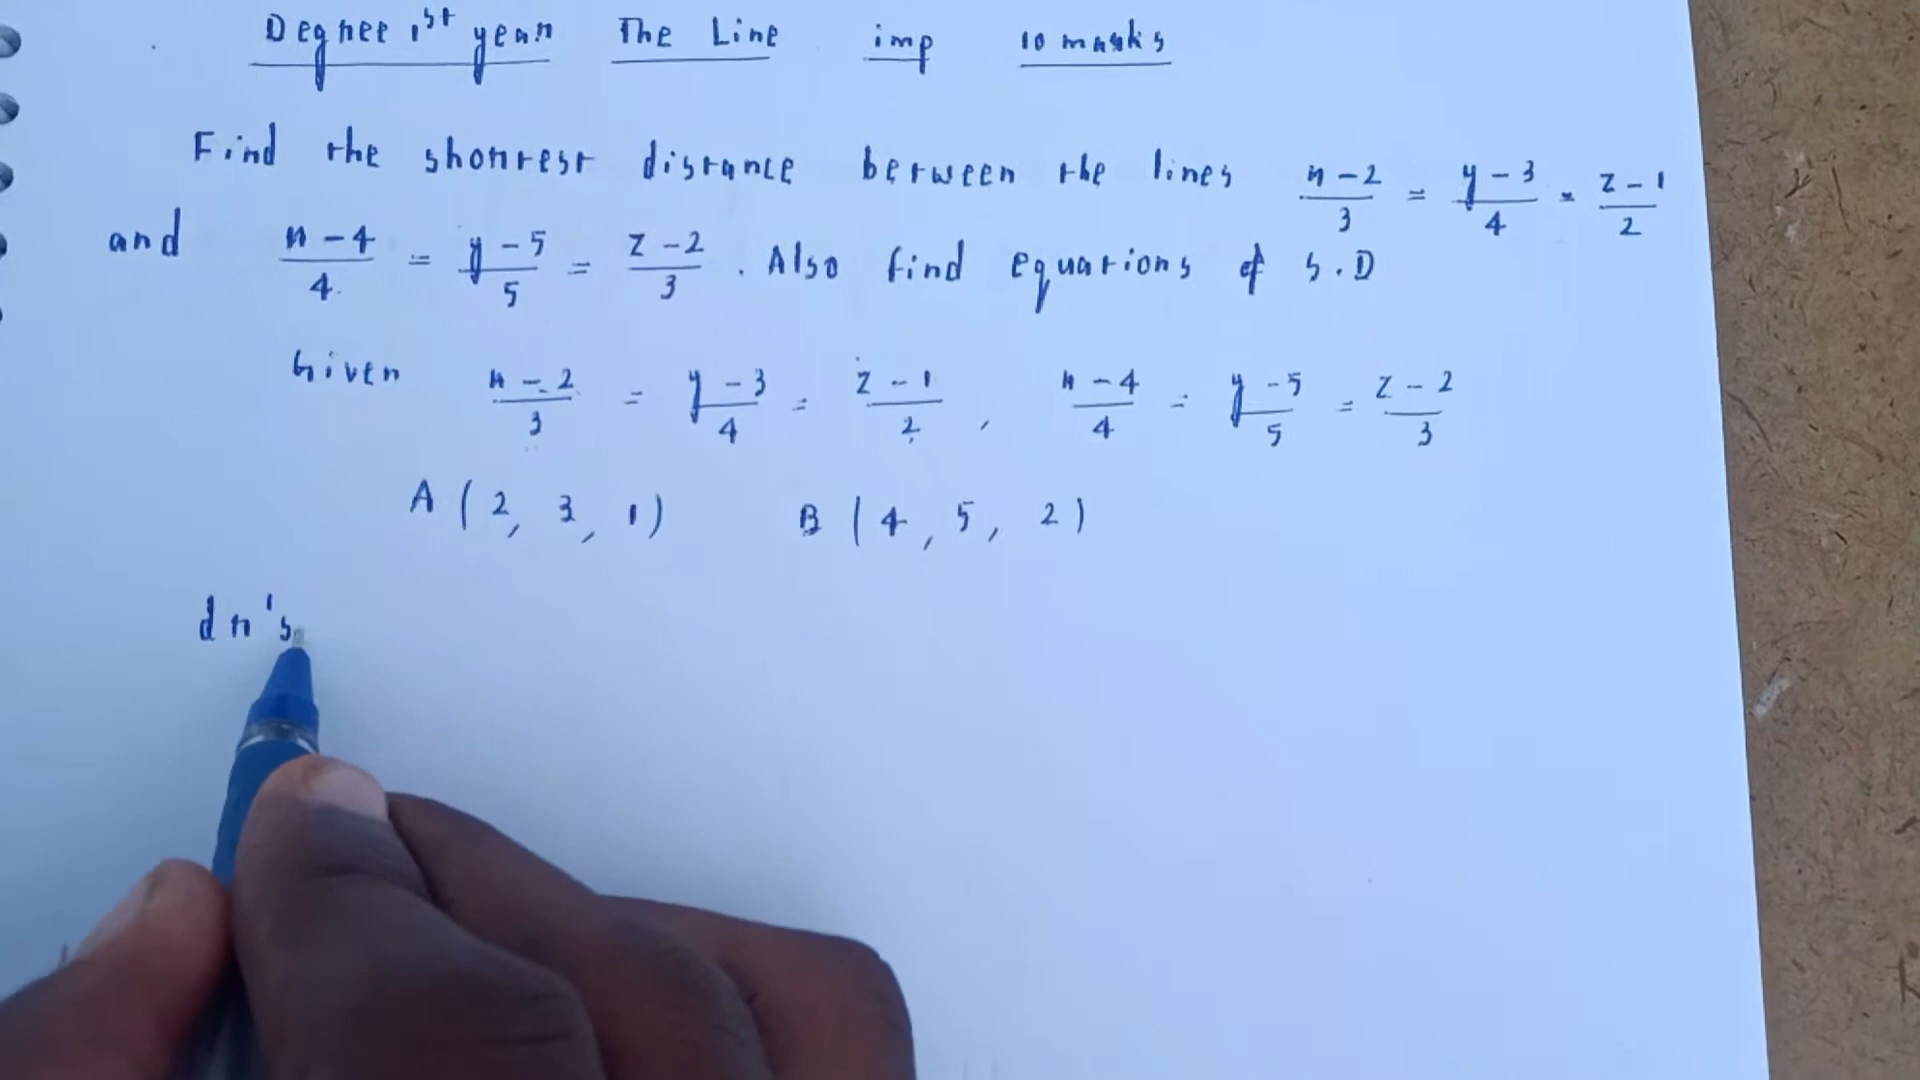 Degree 1st year The Line imp 10 marks
Find the shortest distance between the lines x-2/3 = y-3/4 = z-1/2
and x-4/4 = y-5/5 = z-2/3 . Also find equations of S.D
Given x-2/3 = y-3/4 = z-1/2 , x-4/4 = y-5/5 = z-2/3
A (2, 3, 1) B (4, 5, 2)
dr's